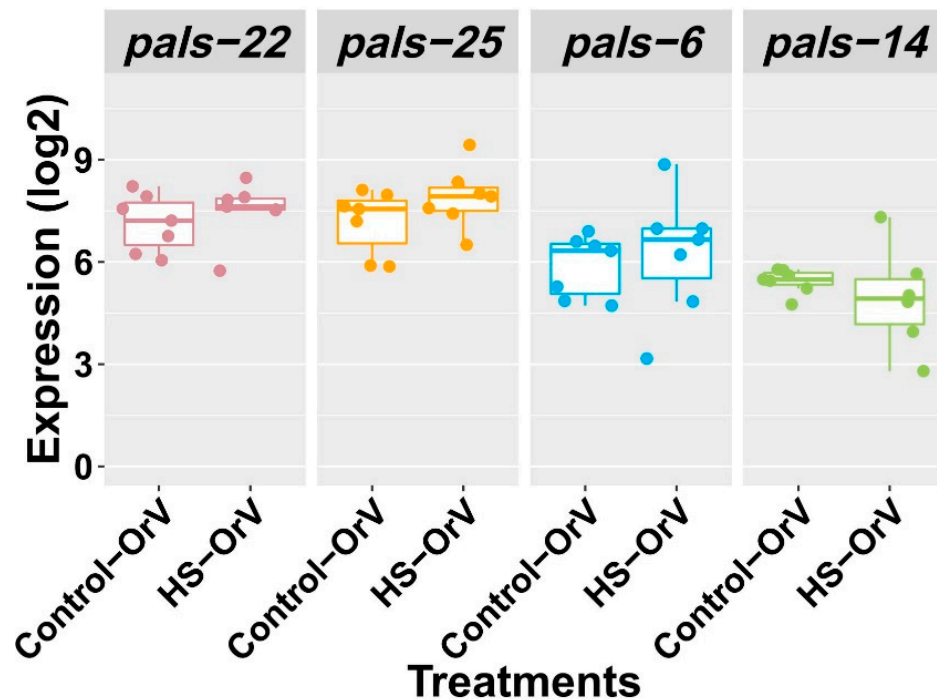 pals−22 pals−25 pals−6 pals−14
Expression (log2)
9
6
3
0
Control−OrV HS−OrV Control−OrV HS−OrV Control−OrV HS−OrV Control−OrV HS−OrV
Treatments